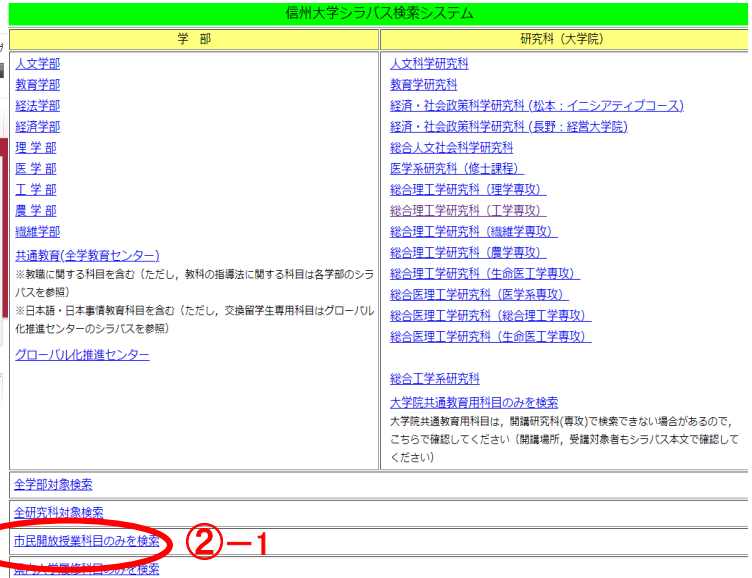 信州大学シラバス検索システム
学　部
研究科（大学院）
人文学部
教育学部
経法学部
経済学部
理 学 部
医 学 部
工 学 部
農 学 部
繊維学部
共通教育(全学教育センター)
※教職に関する科目を含む（ただし，教科の指導法に関する科目は各学部のシラ
バスを参照）
※日本語・日本事情教育科目を含む（ただし，交換留学生専用科目はグローバル
化推進センターのシラバスを参照）
グローバル化推進センター
人文科学研究科
教育学研究科
経済・社会政策科学研究科 (松本：イニシアティブコース)
経済・社会政策科学研究科 (長野：経営大学院)
総合人文社会科学研究科
医学系研究科（修士課程）
総合理工学研究科（理学専攻）
総合理工学研究科（工学専攻）
総合理工学研究科（繊維学専攻）
総合理工学研究科（農学専攻）
総合理工学研究科（生命医工学専攻）
総合医理工学研究科（医学系専攻）
総合医理工学研究科（総合理工学専攻）
総合医理工学研究科（生命医工学専攻）
総合工学系研究科
大学院共通教育用科目のみを検索
大学院共通教育用科目は，開講研究科(専攻)で検索できない場合があるので，
こちらで確認してください（開講場所，受講対象者もシラバス本文で確認して
ください）
全学部対象検索
全研究科対象検索
市民開放授業科目のみを検索
②－1
県内大学履修科目のみを検索